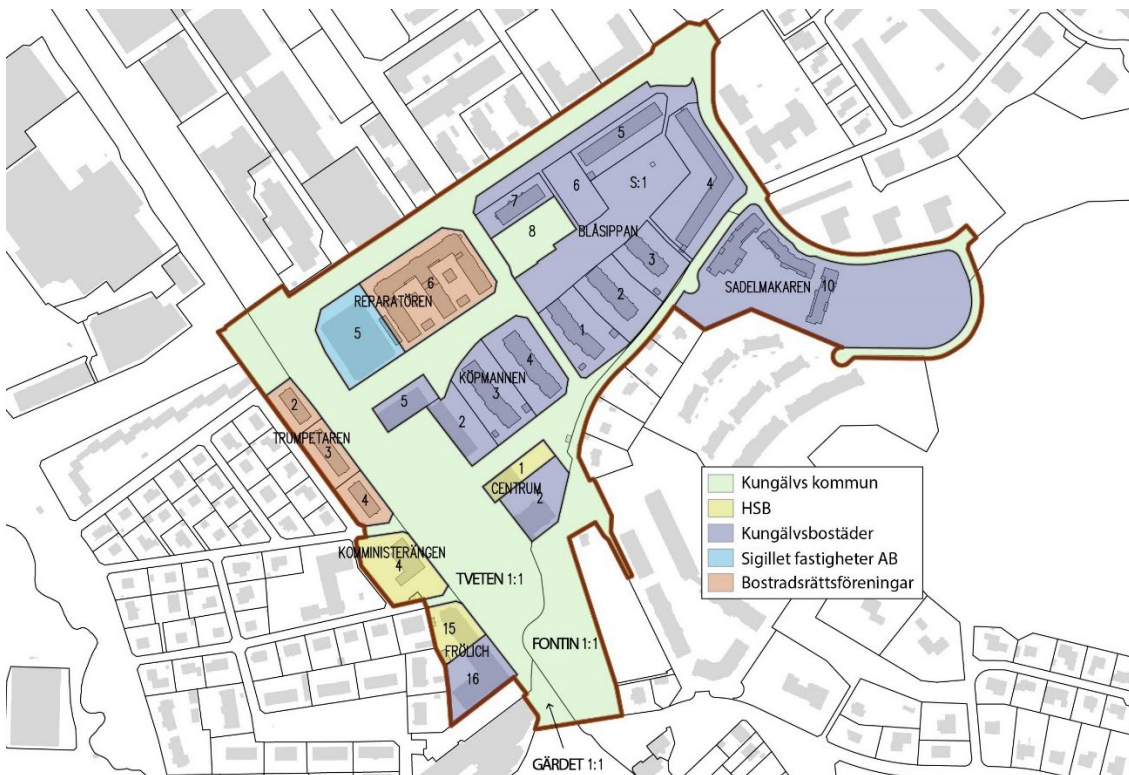 5
7
6
S:1
4
8
BLÅSIPPAN
3
2
1
SADELMAKAREN
10
6
REPARATÖREN
5
4
KÖPMANNEN
3
5
2
2
TRUMPETAREN
3
4
1
CENTRUM
2
KOMMINISTERÄNGEN
4
TVETEN 1:1
15
FRÖLICH
16
FONTIN 1:1
GÄRDET 1:1
Kungälvs kommun
HSB
Kungälvsbostäder
Sigillet fastigheter AB
Bostradsrättsföreningar